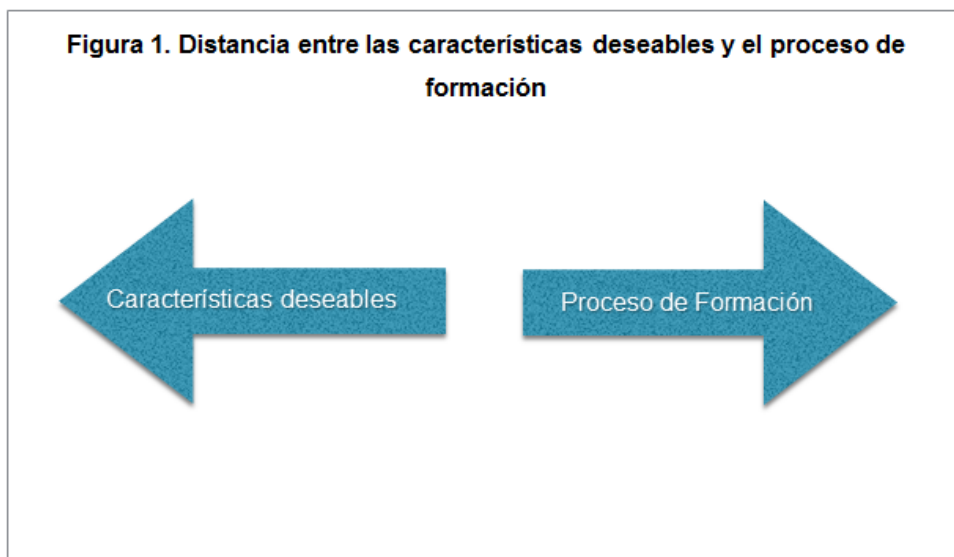 Figura 1. Distancia entre las características deseables y el proceso de
formación
Características deseables
Proceso de Formación